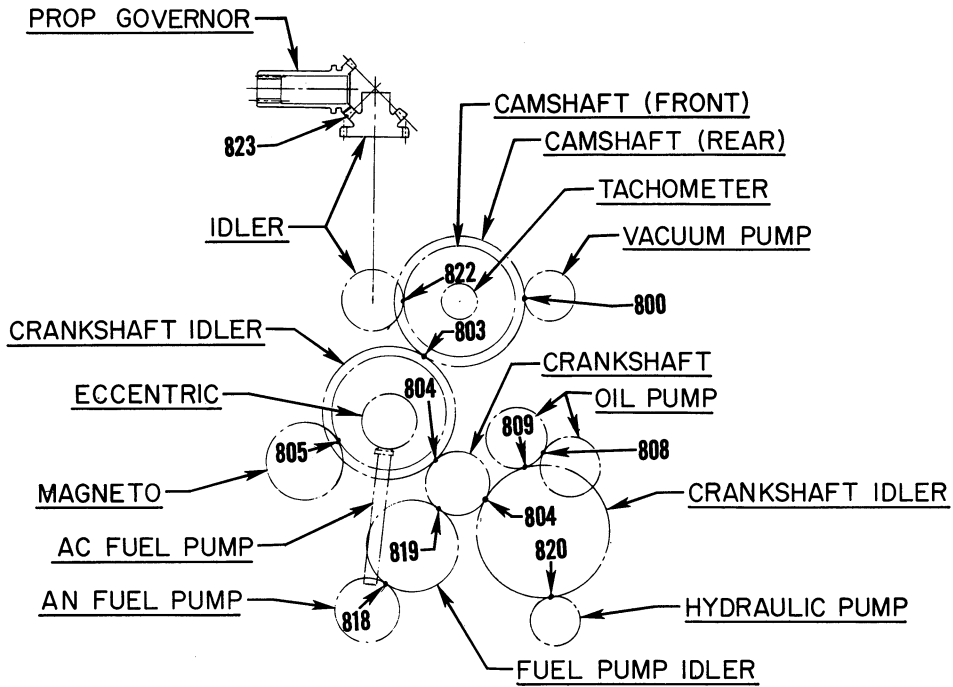 PROP GOVERNOR
CAMSHAFT (FRONT)
823
CAMSHAFT (REAR)
TACHOMETER
IDLER
VACUUM PUMP
822
800
CRANKSHAFT IDLER
803
CRANKSHAFT
804
ECCENTRIC
OIL PUMP
809
805
808
MAGNETO
CRANKSHAFT IDLER
804
AC FUEL PUMP
819
820
AN FUEL PUMP
818
HYDRAULIC PUMP
FUEL PUMP IDLER